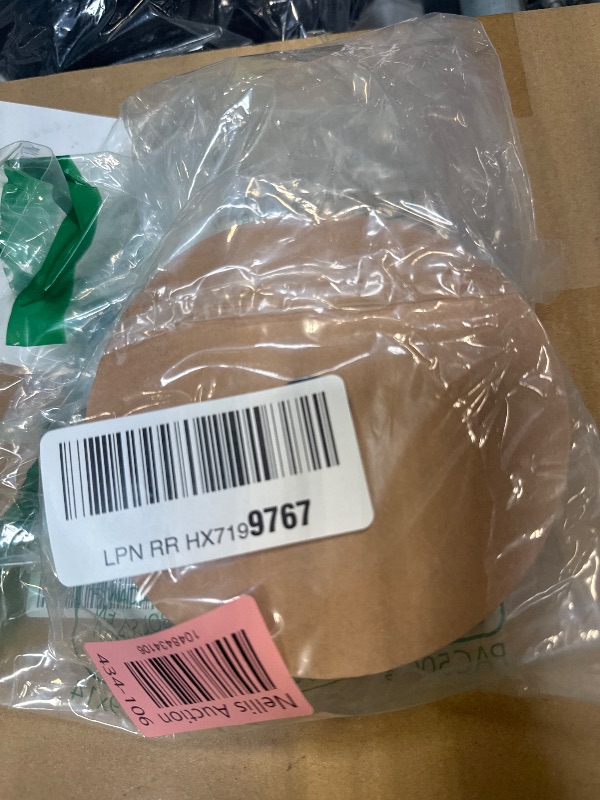 LPN RR HX7199767
1048434106
434-106
Nellis Auction